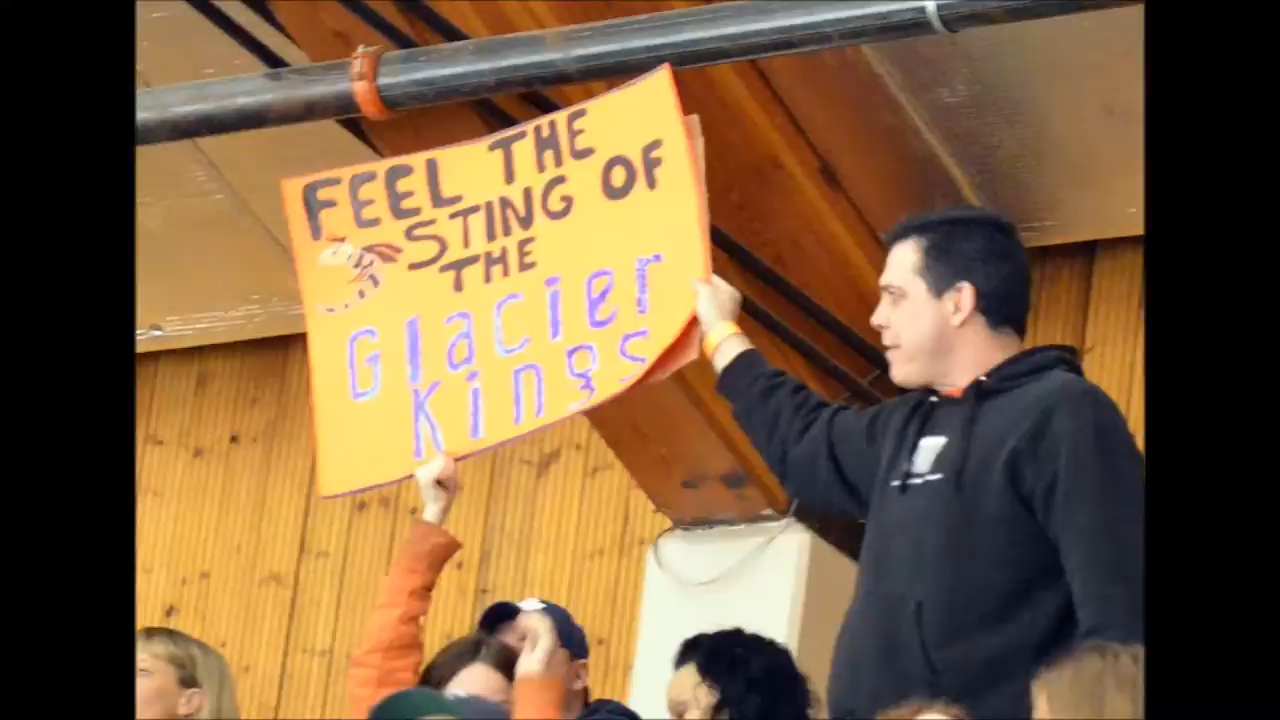 FEEL THE
STING OF
THE
Glacier
Kings